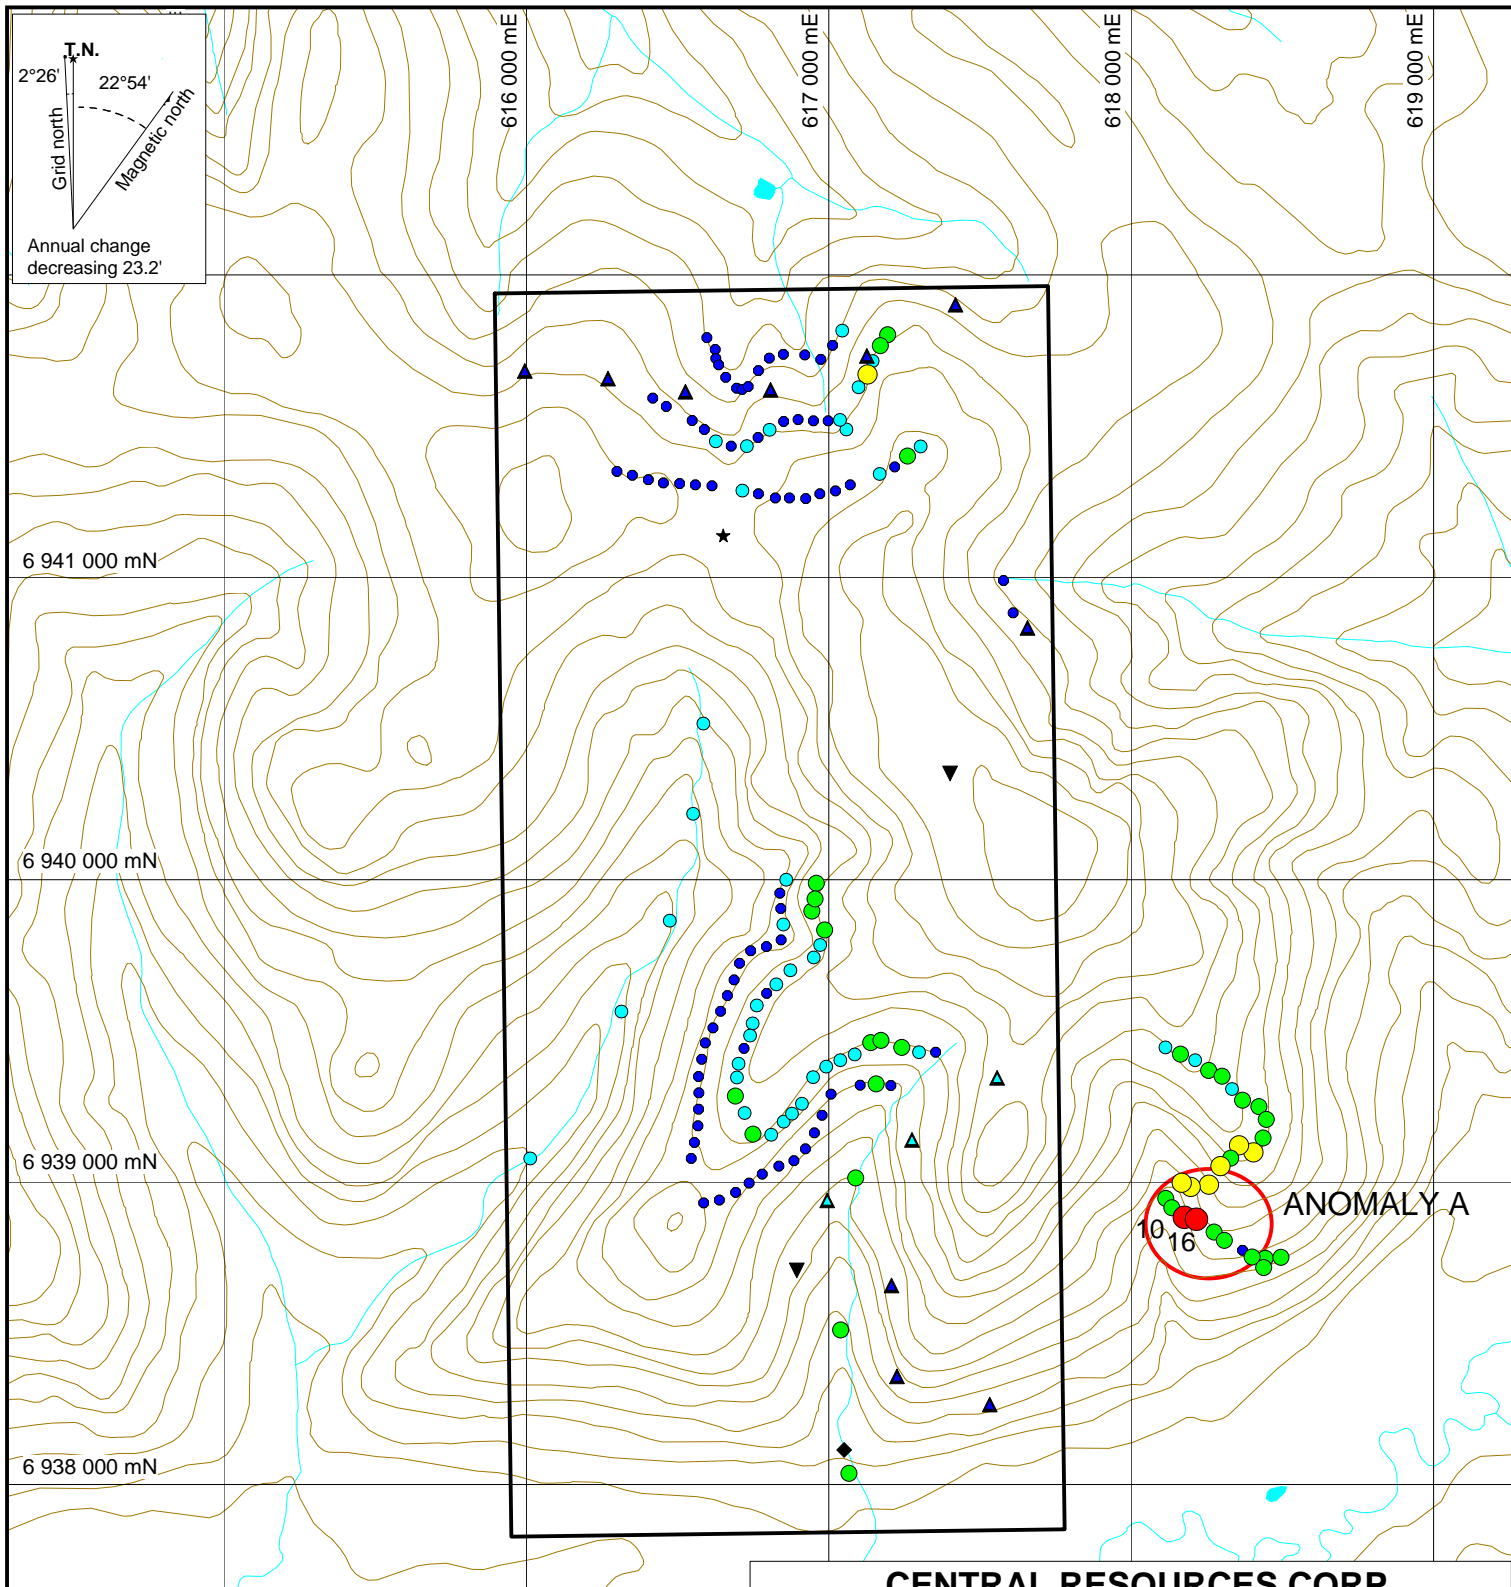 T.N.
2°26'
22°54'
Grid north
Magnetic north
Annual change
decreasing 23.2'
616 000 mE
617 000 mE
618 000 mE
619 000 mE
6 941 000 mN
6 940 000 mN
6 939 000 mN
6 938 000 mN
ANOMALY A
10
16
CENTRAL RESOURCES CORP